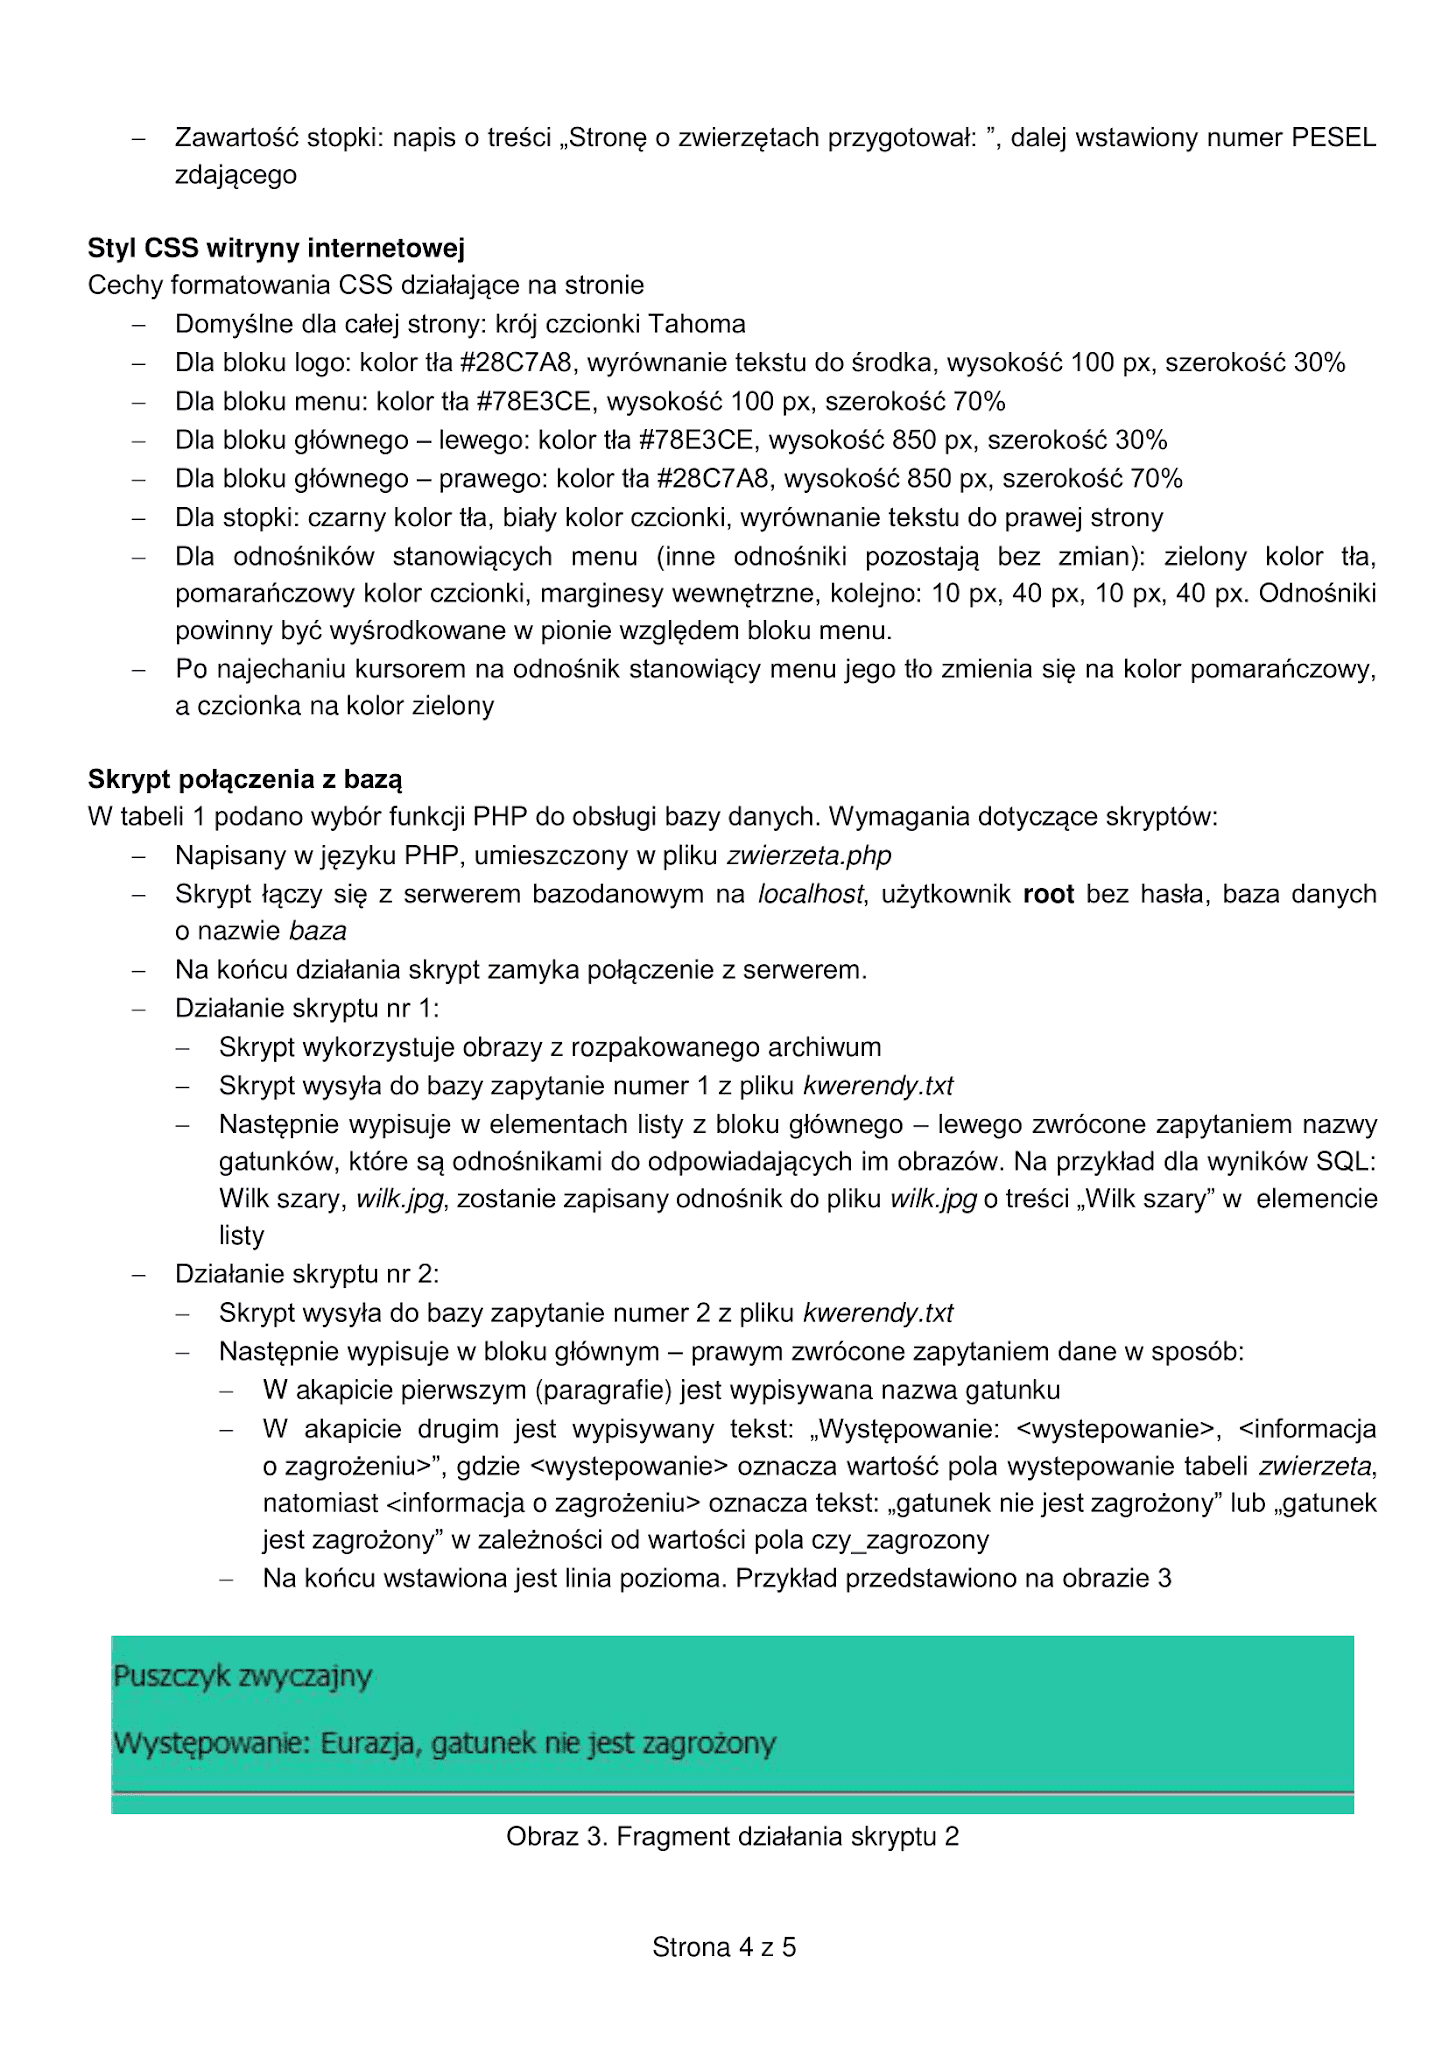 – Zawartość stopki: napis o treści „Stronę o zwierzętach przygotował: ”, dalej wstawiony numer PESEL
zdającego
Styl CSS witryny internetowej
Cechy formatowania CSS działające na stronie
– Domyślne dla całej strony: krój czcionki Tahoma
– Dla bloku logo: kolor tła #28C7A8, wyrównanie tekstu do środka, wysokość 100 px, szerokość 30%
– Dla bloku menu: kolor tła #78E3CE, wysokość 100 px, szerokość 70%
– Dla bloku głównego – lewego: kolor tła #78E3CE, wysokość 850 px, szerokość 30%
– Dla bloku głównego – prawego: kolor tła #28C7A8, wysokość 850 px, szerokość 70%
– Dla stopki: czarny kolor tła, biały kolor czcionki, wyrównanie tekstu do prawej strony
– Dla odnośników stanowiących menu (inne odnośniki pozostają bez zmian): zielony kolor tła,
pomarańczowy kolor czcionki, marginesy wewnętrzne, kolejno: 10 px, 40 px, 10 px, 40 px. Odnośniki
powinny być wyśrodkowane w pionie względem bloku menu.
– Po najechaniu kursorem na odnośnik stanowiący menu jego tło zmienia się na kolor pomarańczowy,
a czcionka na kolor zielony
Skrypt połączenia z bazą
W tabeli 1 podano wybór funkcji PHP do obsługi bazy danych. Wymagania dotyczące skryptów:
– Napisany w języku PHP, umieszczony w pliku zwierzeta.php
– Skrypt łączy się z serwerem bazodanowym na localhost, użytkownik root bez hasła, baza danych
o nazwie baza
– Na końcu działania skrypt zamyka połączenie z serwerem.
– Działanie skryptu nr 1:
– Skrypt wykorzystuje obrazy z rozpakowanego archiwum
– Skrypt wysyła do bazy zapytanie numer 1 z pliku kwerendy.txt
– Następnie wypisuje w elementach listy z bloku głównego – lewego zwrócone zapytaniem nazwy
gatunków, które są odnośnikami do odpowiadających im obrazów. Na przykład dla wyników SQL:
Wilk szary, wilk.jpg, zostanie zapisany odnośnik do pliku wilk.jpg o treści „Wilk szary” w elemencie
listy
– Działanie skryptu nr 2:
– Skrypt wysyła do bazy zapytanie numer 2 z pliku kwerendy.txt
– Następnie wypisuje w bloku głównym – prawym zwrócone zapytaniem dane w sposób:
– W akapicie pierwszym (paragrafie) jest wypisywana nazwa gatunku
– W akapicie drugim jest wypisywany tekst: „Występowanie: <wystepowanie>, <informacja
o zagrożeniu>”, gdzie <wystepowanie> oznacza wartość pola wystepowanie tabeli zwierzeta,
natomiast <informacja o zagrożeniu> oznacza tekst: „gatunek nie jest zagrożony” lub „gatunek
jest zagrożony” w zależności od wartości pola czy_zagrozony
– Na końcu wstawiona jest linia pozioma. Przykład przedstawiono na obrazie 3
Puszczyk zwyczajny
Występowanie: Eurazja, gatunek nie jest zagrożony
Obraz 3. Fragment działania skryptu 2
Strona 4 z 5